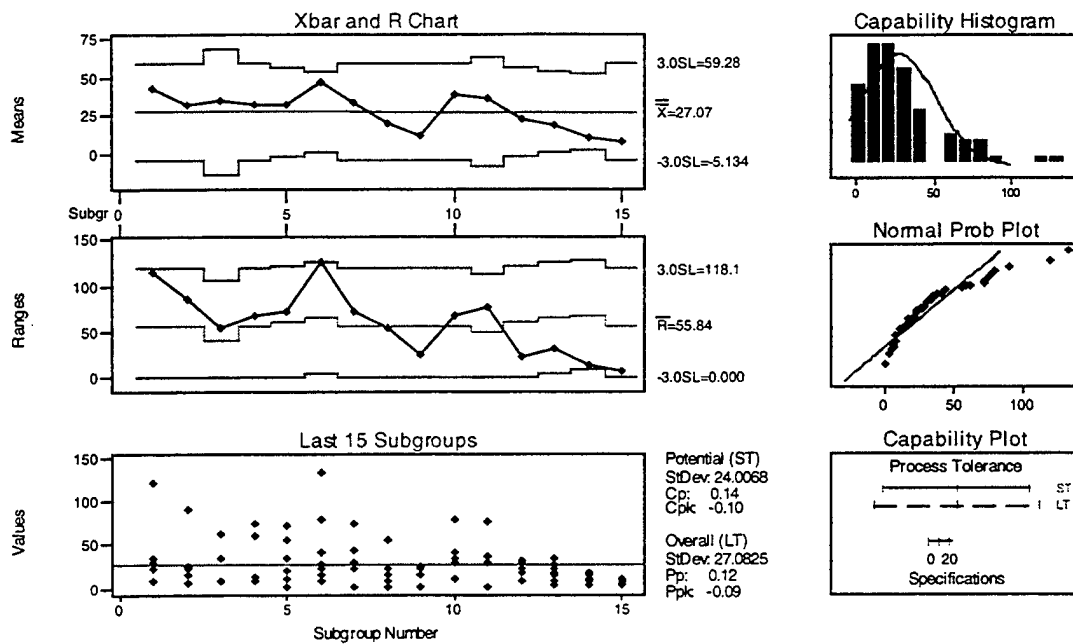 Xbar and R Chart
75
50
25
0
Means
3.0SL=59.28
X=27.07
-3.0SL=-5.134
Subgr 0 5 10 15
150
100
50
0
Ranges
3.0SL=118.1
R=55.84
-3.0SL=0.000
Last 15 Subgroups
150
100
50
0
Values
0 5 10 15
Subgroup Number
Potential (ST)
StDev: 24.0068
Cp: 0.14
Cpk: -0.10
Overall (LT)
StDev: 27.0825
Pp: 0.12
Ppk: -0.09
Capability Histogram
0 50 100
Normal Prob Plot
0 50 100
Capability Plot
Process Tolerance
ST
LT
0 20
Specifications